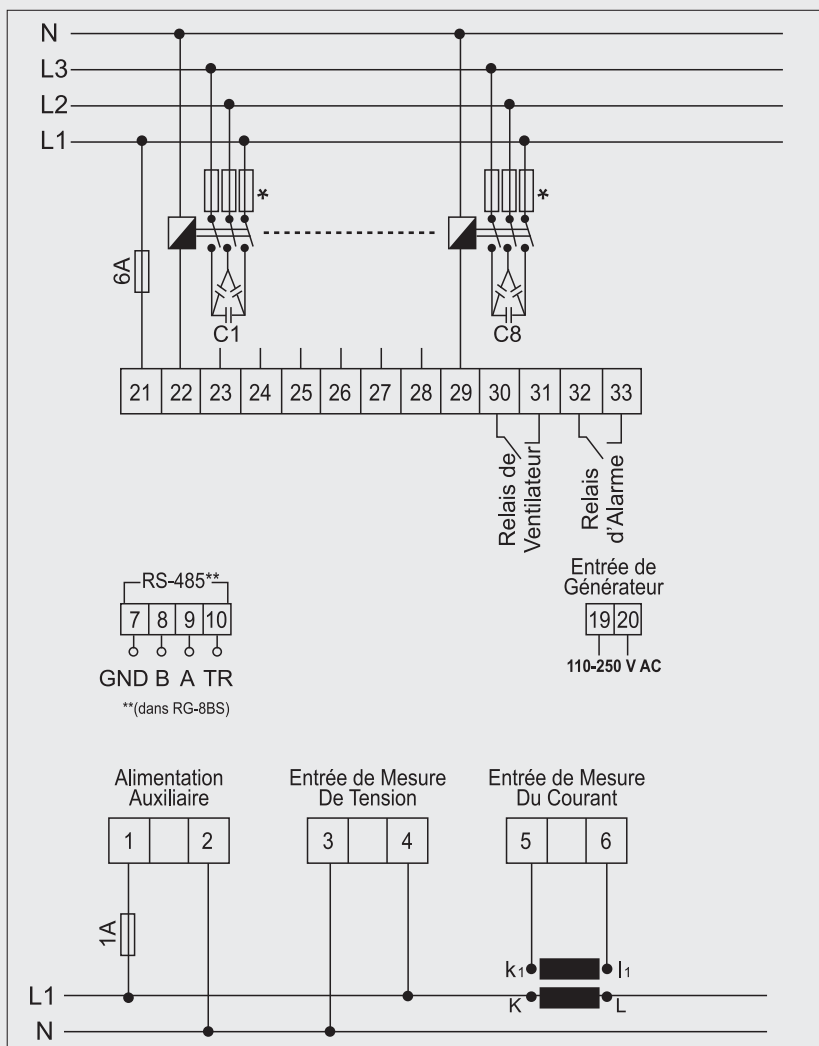 N
L3
L2
L1
* *
6A
C1 C8
21 22 23 24 25 26 27 28 29 30 31 32 33
Relais de
Ventilateur
Relais
d'Alarme
RS-485**
7 8 9 10
GND B A TR
**(dans RG-8BS)
Entrée de
Générateur
19 20
110-250 V AC
Alimentation
Auxiliaire
1 2
Entrée de Mesure
De Tension
3 4
Entrée de Mesure
Du Courant
5 6
1A
k1 l1
K L
L1
N